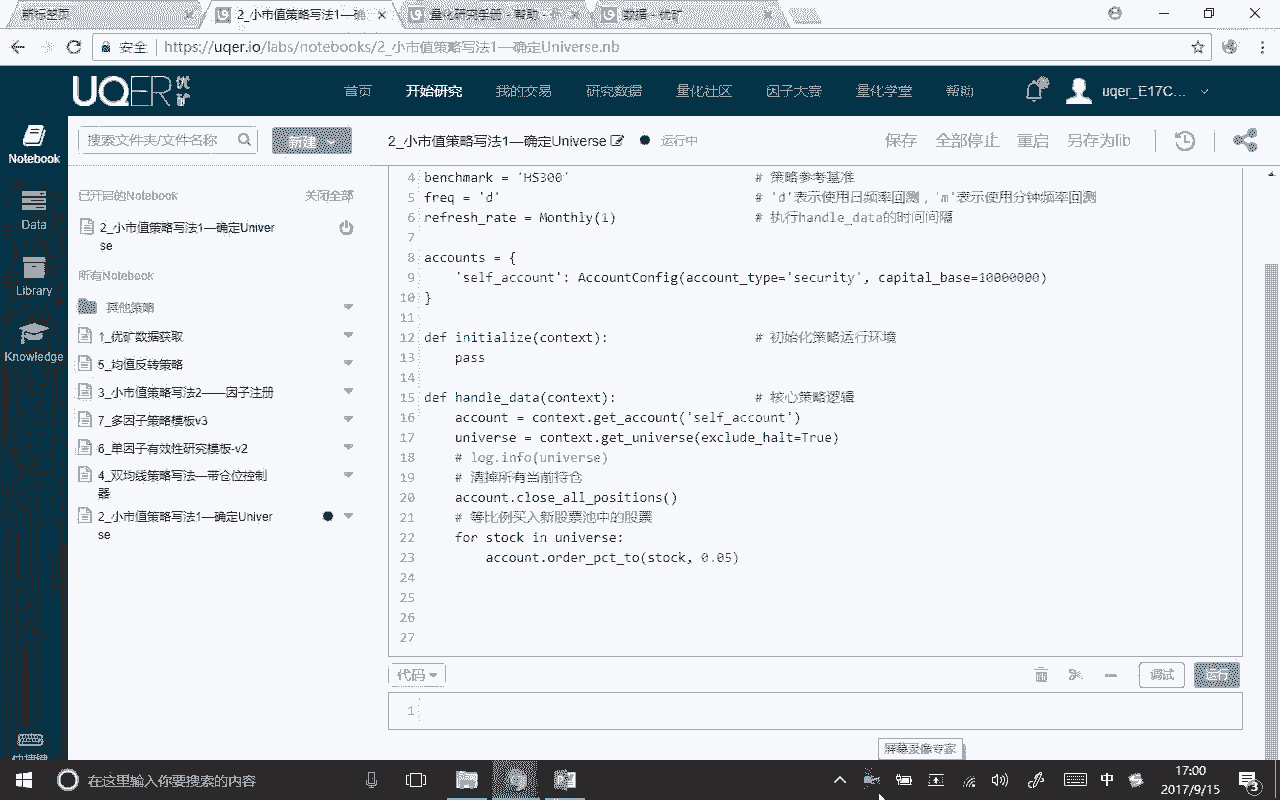 新标签页
2_小市值策略写法1—确
量化研究手册 - 帮助 - 优
数据 - 优矿
安全 https://uqer.io/labs/notebooks/2_小市值策略写法1—确定Universe.nb
UQER 优矿
首页 开始研究 我的交易 研究数据 量化社区 因子大赛 量化学堂 帮助
uqer_E17C...
Notebook
Data
Library
Knowledge
快捷键
搜索文件夹/文件名称
新建
已开启的Notebook 关闭全部
2_小市值策略写法1—确定Univer
se
所有Notebook
其他策略
1_优矿数据获取
5_均值反转策略
3_小市值策略写法2——因子注册
7_多因子策略模板v3
6_单因子有效性研究模板-v2
4_双均线策略写法—带仓位控制
器
2_小市值策略写法1—确定Univer
se
2_小市值策略写法1—确定Universe 运行中
保存 全部停止 重启 另存为lib
4 benchmark = 'HS300' # 策略参考基准
5 freq = 'd' # 'd'表示使用日频率回测，'m'表示使用分钟频率回测
6 refresh_rate = Monthly(1) # 执行handle_data的时间间隔
7
8 accounts = {
9 'self_account': AccountConfig(account_type='security', capital_base=10000000)
10 }
11
12 def initialize(context): # 初始化策略运行环境
13 pass
14
15 def handle_data(context): # 核心策略逻辑
16 account = context.get_account('self_account')
17 universe = context.get_universe(exclude_halt=True)
18 # log.info(universe)
19 # 清掉所有当前持仓
20 account.close_all_positions()
21 # 等比例买入新股票池中的股票
22 for stock in universe:
23 account.order_pct_to(stock, 0.05)
24
25
26
27
代码
调试 运行
1
屏幕录像专家
在这里输入你要搜索的内容
中
17:00
2017/9/15
3